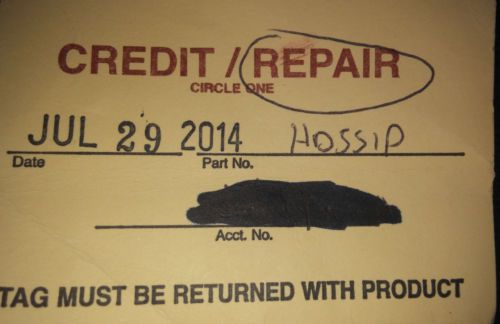 CREDIT / REPAIR
CIRCLE ONE
JUL 29 2014 HOSSIP
Date Part No.
Acct. No.
TAG MUST BE RETURNED WITH PRODUCT